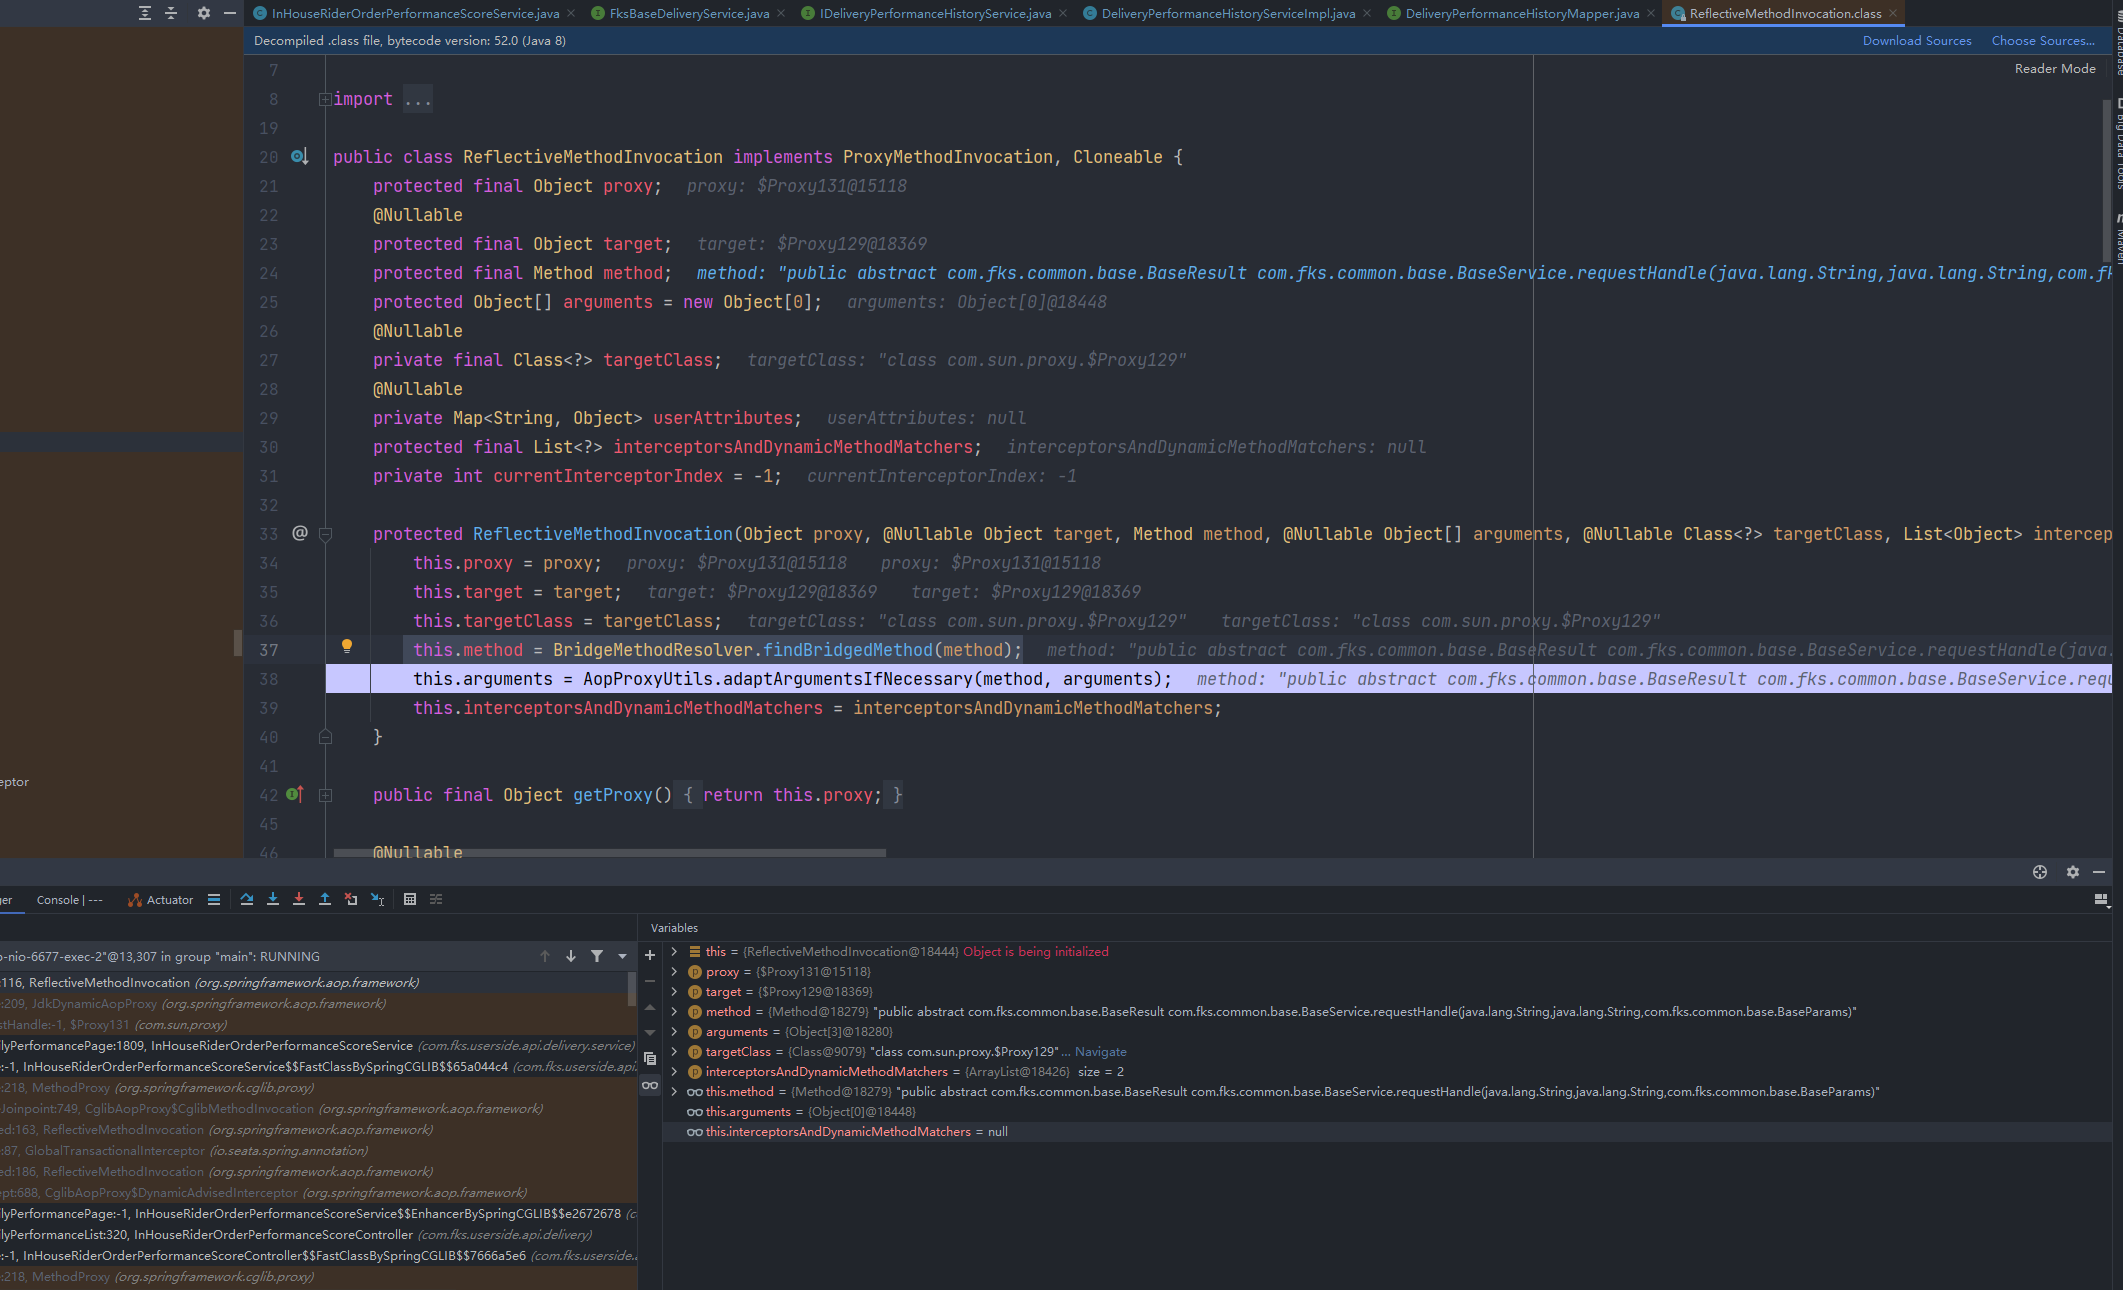 InHouseRiderOrderPerformanceScoreService.java FksBaseDeliveryService.java IDeliveryPerformanceHistoryService.java DeliveryPerformanceHistoryServiceImpl.java DeliveryPerformanceHistoryMapper.java ReflectiveMethodInvocation.class
Decompiled .class file, bytecode version: 52.0 (Java 8) Download Sources Choose Sources...
Reader Mode
7
8 import ...
19
20 public class ReflectiveMethodInvocation implements ProxyMethodInvocation, Cloneable {
21 protected final Object proxy; proxy: $Proxy131@15118
22 @Nullable
23 protected final Object target; target: $Proxy129@18369
24 protected final Method method; method: "public abstract com.fks.common.base.BaseResult com.fks.common.base.BaseService.requestHandle(java.lang.String,java.lang.String,com.fk
25 protected Object[] arguments = new Object[0]; arguments: Object[0]@18448
26 @Nullable
27 private final Class<?> targetClass; targetClass: "class com.sun.proxy.$Proxy129"
28 @Nullable
29 private Map<String, Object> userAttributes; userAttributes: null
30 protected final List<?> interceptorsAndDynamicMethodMatchers; interceptorsAndDynamicMethodMatchers: null
31 private int currentInterceptorIndex = -1; currentInterceptorIndex: -1
32
33 @ protected ReflectiveMethodInvocation(Object proxy, @Nullable Object target, Method method, @Nullable Object[] arguments, @Nullable Class<?> targetClass, List<Object> intercep
34 this.proxy = proxy; proxy: $Proxy131@15118 proxy: $Proxy131@15118
35 this.target = target; target: $Proxy129@18369 target: $Proxy129@18369
36 this.targetClass = targetClass; targetClass: "class com.sun.proxy.$Proxy129" targetClass: "class com.sun.proxy.$Proxy129"
37 this.method = BridgeMethodResolver.findBridgedMethod(method); method: "public abstract com.fks.common.base.BaseResult com.fks.common.base.BaseService.requestHandle(java.
38 this.arguments = AopProxyUtils.adaptArgumentsIfNecessary(method, arguments); method: "public abstract com.fks.common.base.BaseResult com.fks.common.base.BaseService.requ
39 this.interceptorsAndDynamicMethodMatchers = interceptorsAndDynamicMethodMatchers;
40 }
41
42 public final Object getProxy() { return this.proxy; }
45
46 @Nullable
eptor
Database
Big Data Tools
Maven
ger Console | --- Actuator
Variables
o-nio-6677-exec-2"@13,307 in group "main": RUNNING
:116, ReflectiveMethodInvocation (org.springframework.aop.framework)
:209, JdkDynamicAopProxy (org.springframework.aop.framework)
stHandle:-1, $Proxy131 (com.sun.proxy)
ilyPerformancePage:1809, InHouseRiderOrderPerformanceScoreService (com.fks.userside.api.delivery.service)
:-1, InHouseRiderOrderPerformanceScoreService$$FastClassBySpringCGLIB$$65a044c4 (com.fks.userside.api.
:218, MethodProxy (org.springframework.cglib.proxy)
Joinpoint:749, CglibAopProxy$CglibMethodInvocation (org.springframework.aop.framework)
ed:163, ReflectiveMethodInvocation (org.springframework.aop.framework)
:87, GlobalTransactionalInterceptor (io.seata.spring.annotation)
ed:186, ReflectiveMethodInvocation (org.springframework.aop.framework)
ept:688, CglibAopProxy$DynamicAdvisedInterceptor (org.springframework.aop.framework)
ilyPerformancePage:-1, InHouseRiderOrderPerformanceScoreService$$EnhancerBySpringCGLIB$$e2672678 (c
ilyPerformanceList:320, InHouseRiderOrderPerformanceScoreController (com.fks.userside.api.delivery)
:-1, InHouseRiderOrderPerformanceScoreController$$FastClassBySpringCGLIB$$7666a5e6 (com.fks.userside.
:218, MethodProxy (org.springframework.cglib.proxy)
this = {ReflectiveMethodInvocation@18444} Object is being initialized
proxy = {$Proxy131@15118}
target = {$Proxy129@18369}
method = {Method@18279} "public abstract com.fks.common.base.BaseResult com.fks.common.base.BaseService.requestHandle(java.lang.String,java.lang.String,com.fks.common.base.BaseParams)"
arguments = {Object[3]@18280}
targetClass = {Class@9079} "class com.sun.proxy.$Proxy129"... Navigate
interceptorsAndDynamicMethodMatchers = {ArrayList@18426} size = 2
this.method = {Method@18279} "public abstract com.fks.common.base.BaseResult com.fks.common.base.BaseService.requestHandle(java.lang.String,java.lang.String,com.fks.common.base.BaseParams)"
this.arguments = {Object[0]@18448}
this.interceptorsAndDynamicMethodMatchers = null